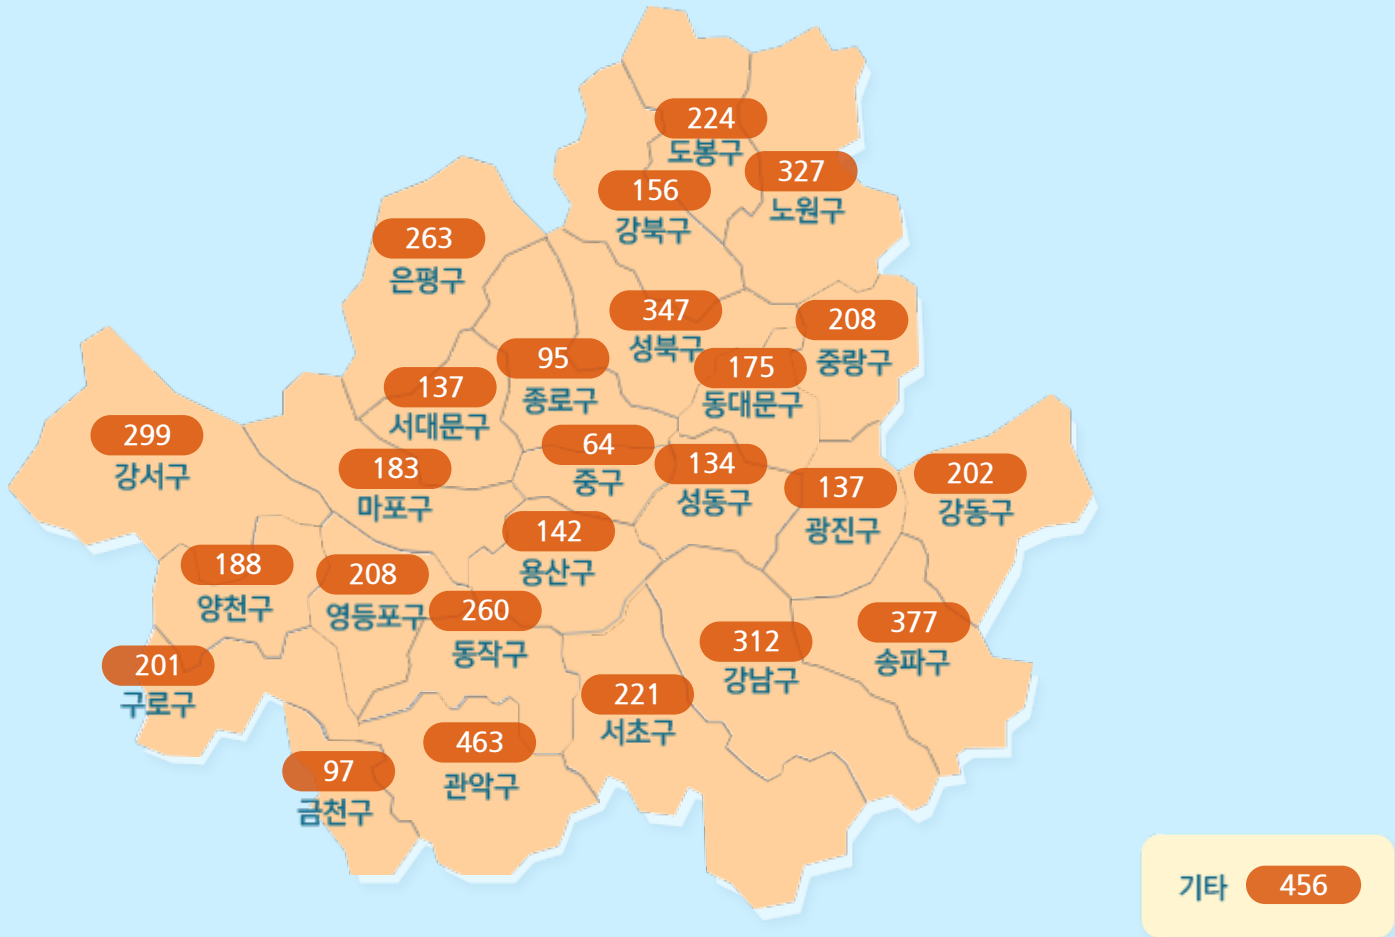 224
도봉구
327
노원구
156
강북구
263
은평구
347
성북구
208
중랑구
95
종로구
175
동대문구
137
서대문구
299
강서구
64
중구
134
성동구
183
마포구
202
강동구
137
광진구
142
용산구
188
양천구
208
영등포구
260
동작구
377
송파구
312
강남구
201
구로구
221
서초구
463
관악구
97
금천구
기타 456